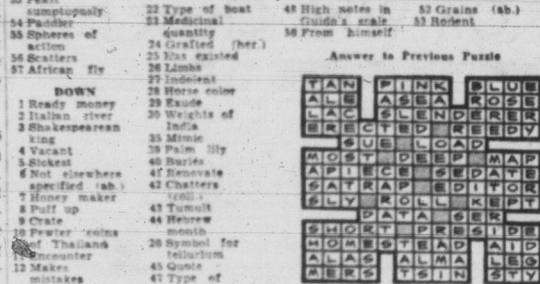 sumptuously
54 Paddler
55 Spheres of
action
56 Scatters
57 African fly
DOWN
1 Ready money
2 Italian river
3 Shakespearean
king
4 Vacant
5 Sickest
6 Not elsewhere
specified (ab.)
7 Honey maker
8 Puff up
9 Crate
10 Pewter coins
of Thailand
11 Encounter
12 Makes
mistakes
22 Type of boat
23 Medicinal
quantity
24 Grafted (her.)
25 Has existed
26 Limbs
27 Indolent
28 Horse color
29 Exude
30 Weights of
India
35 Mimic
38 Palm lily
40 Buries
41 Renovate
42 Chatters
(coll.)
43 Tumult
44 Hebrew
month
26 Symbol for
tellurium
45 Quote
47 Type of
48 High notes in
Guido's scale
50 From himself
52 Grains (ab.)
53 Rodent
Answer to Previous Puzzle
TAN PINK BLUE
ALE ASEA ROSE
LAC SLENDERER
ERECTED REEDY
SUE LOAD
MOST DEEP MAP
APIECE SEDATE
SATRAP EDITOR
SLY ROLL KEPT
DATA SER
SHORT PRESIDE
HOMESTEAD AID
ALAS ALMA LEG
MERS TSIN STY